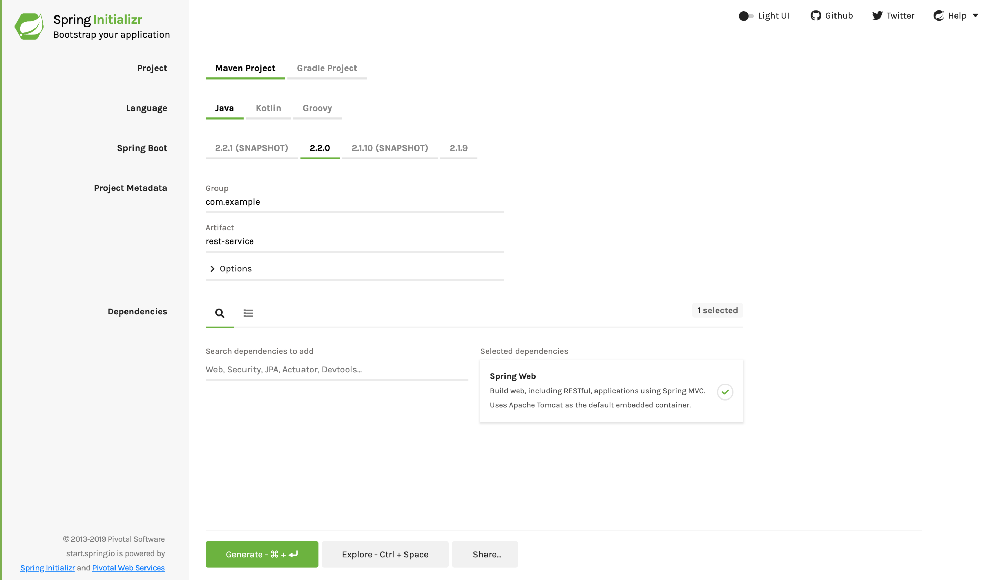 Spring Initializr
Bootstrap your application
Light UI
Github
Twitter
Help
Project
Maven Project
Gradle Project
Language
Java
Kotlin
Groovy
Spring Boot
2.2.1 (SNAPSHOT)
2.2.0
2.1.10 (SNAPSHOT)
2.1.9
Project Metadata
Group
com.example
Artifact
rest-service
Options
Dependencies
1 selected
Search dependencies to add
Web, Security, JPA, Actuator, Devtools...
Selected dependencies
Spring Web
Build web, including RESTful, applications using Spring MVC.
Uses Apache Tomcat as the default embedded container.
© 2013-2019 Pivotal Software
start.spring.io is powered by
Spring Initializr and Pivotal Web Services
Generate - ⌘ + ↵
Explore - Ctrl + Space
Share...